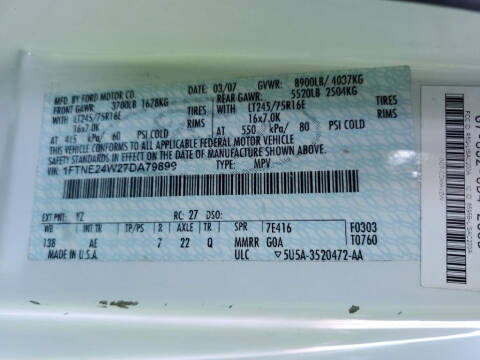 MFD. BY FORD MOTOR CO. DATE: 03/07 GVWR: 8900LB/ 4037KG
FRONT GAWR: 3700LB 1678KG REAR GAWR: 5520LB 2504KG
WITH LT245/75R16E TIRES WITH LT245/75R16E TIRES
16x7.0K RIMS 16x7.0K RIMS
AT 415 kPa/ 60 PSI COLD AT 550 kPa/ 80 PSI COLD
THIS VEHICLE CONFORMS TO ALL APPLICABLE FEDERAL MOTOR VEHICLE
SAFETY STANDARDS IN EFFECT ON THE DATE OF MANUFACTURE SHOWN ABOVE.
VIN: 1FTNE24W27DA79899 TYPE: MPV
EXT PNT: YZ RC: 27 DSO:
WB INT TR TP/PS R AXLE TR SPR 7E416 F0303
138 AE 7 22 Q MMRR G0A T0760
MADE IN U.S.A. ULC 5U5A-3520472-AA